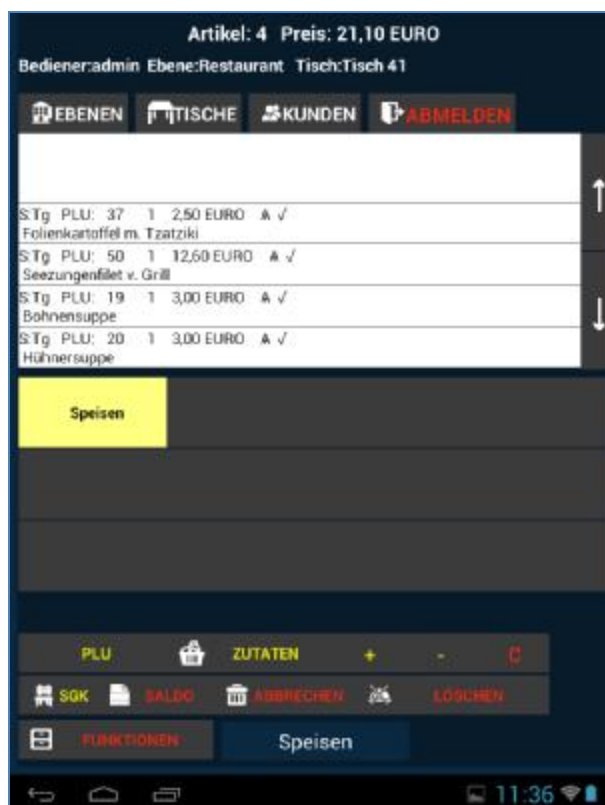 Artikel: 4 Preis: 21,10 EURO
Bediener:admin Ebene:Restaurant Tisch:Tisch 41
EBENEN TISCHE KUNDEN ABMELDEN
S:Tg PLU: 37 1 2,50 EURO A √
Folienkartoffel m. Tzatziki
S:Tg PLU: 50 1 12,60 EURO A √
Seezungenfilet v. Grill
S:Tg PLU: 19 1 3,00 EURO A √
Bohnensuppe
S:Tg PLU: 20 1 3,00 EURO A √
Hühnersuppe
Speisen
PLU ZUTATEN + - C
SGK SALDO ABBRECHEN LÖSCHEN
FUNKTIONEN Speisen
11:36